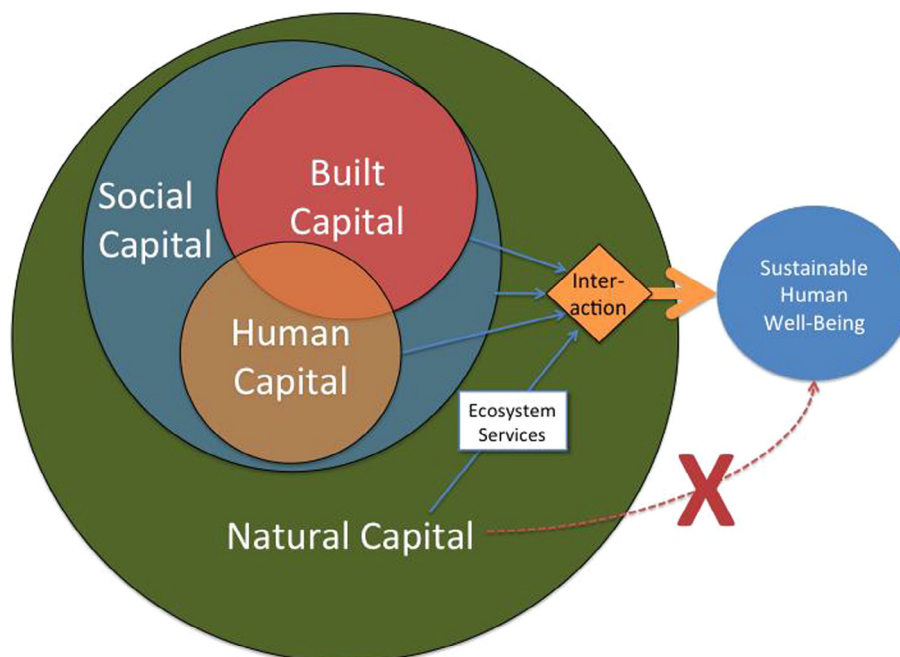 Built
Capital
Social
Capital
Human
Capital
Inter-
action
Sustainable
Human
Well-Being
Ecosystem
Services
Natural Capital
X